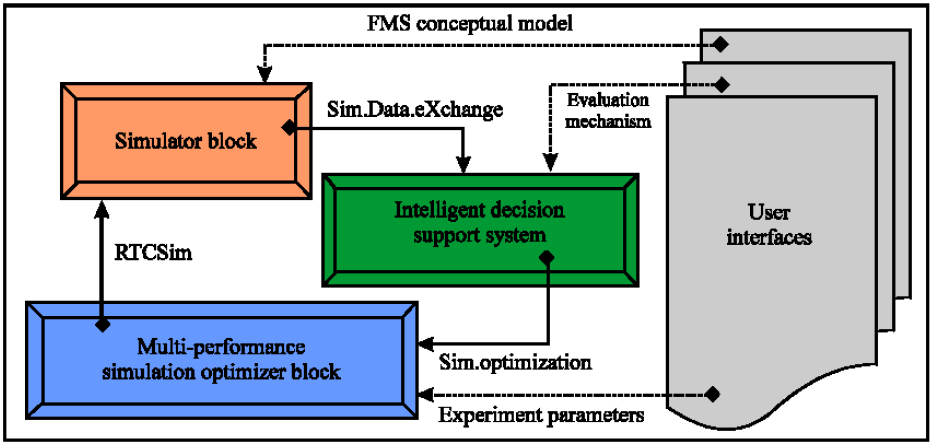 FMS conceptual model
Sim.Data.eXchange
Evaluation
mechanism
Simulator block
Intelligent decision
support system
User
interfaces
RTCSim
Multi-performance
simulation optimizer block
Sim.optimization
Experiment parameters